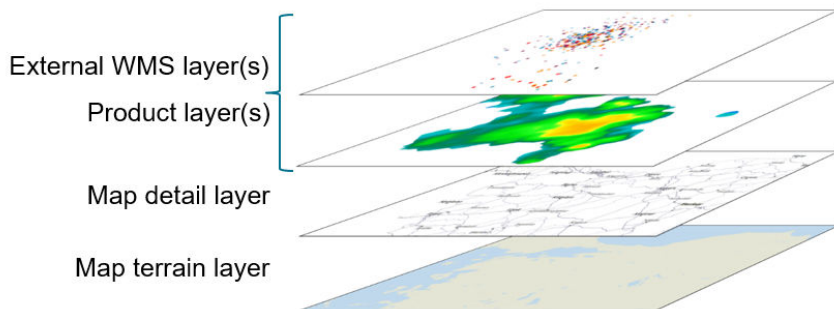 External WMS layer(s)
Product layer(s)
Map detail layer
Map terrain layer